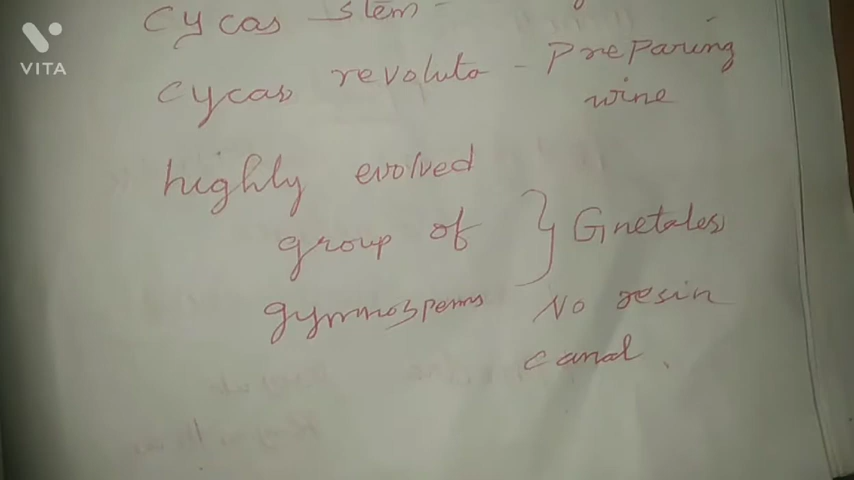 cycas stem -
VITA
cycas revoluta - Preparing
wine
highly evolved
group of } Gnetales
gymnosperms No resin
canal.